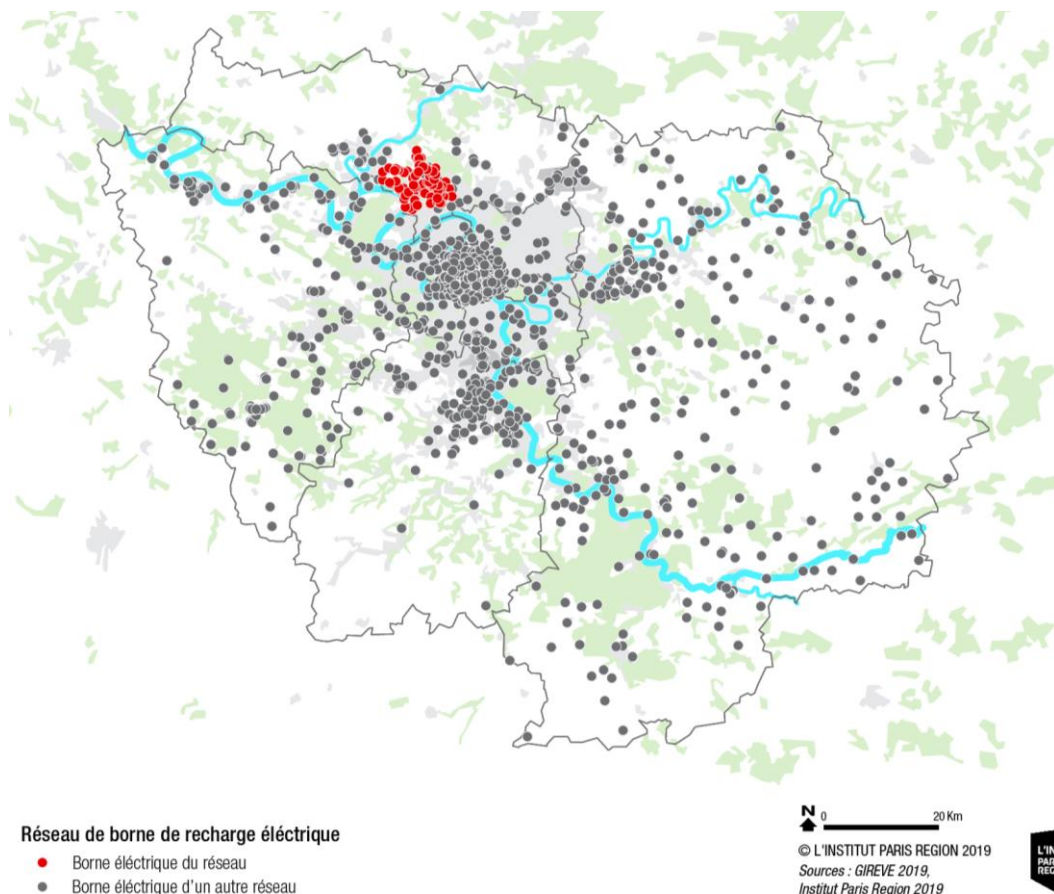 Réseau de borne de recharge éléctrique
Borne éléctrique du réseau
Borne éléctrique d'un autre réseau
N
0 20 Km
© L'INSTITUT PARIS REGION 2019
Sources : GIREVE 2019,
Institut Paris Region 2019